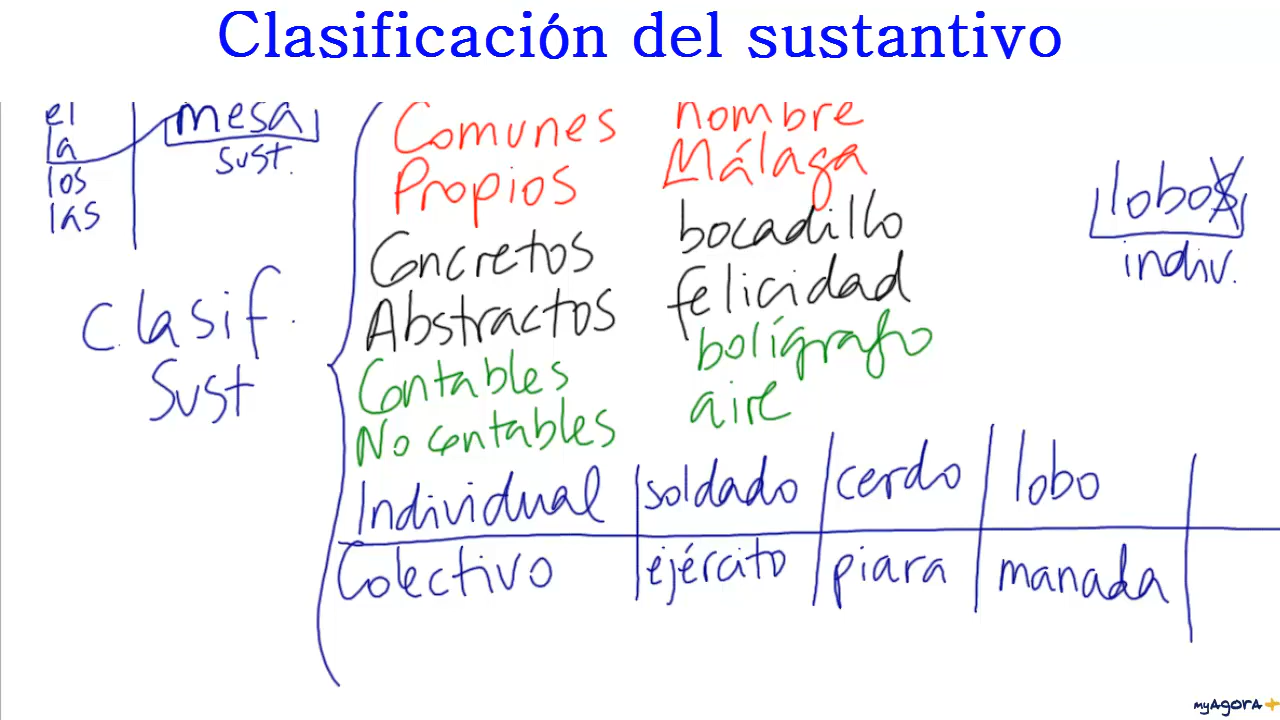 Clasificación del sustantivo
el
la
los
las
mesa
sust.
Clasif.
Sust
Comunes nombre
Propios Málaga
Concretos bocadillo
Abstractos felicidad
Contables bolígrafo
No contables aire
Individual soldado cerdo lobo
Colectivo ejército piara manada
lobos
indiv.
myAGORA+